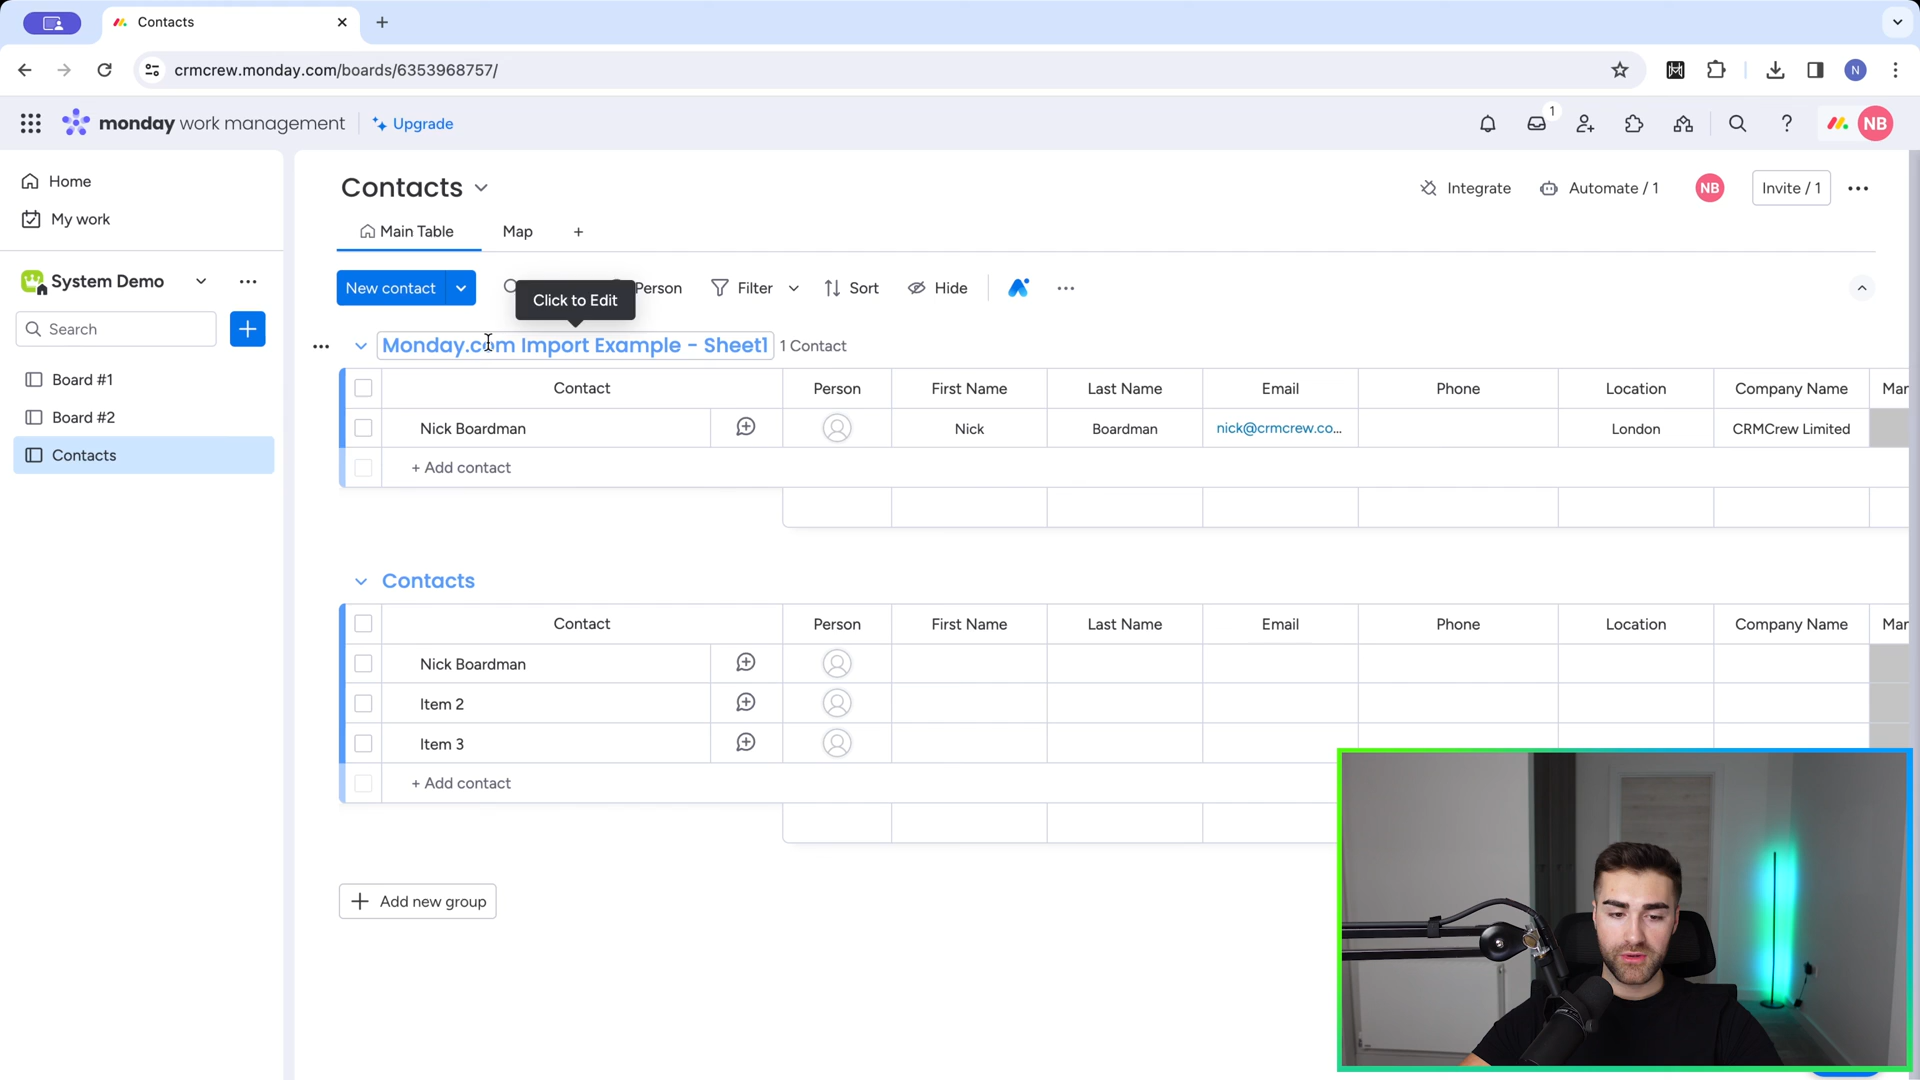 Contacts
crmcrew.monday.com/boards/6353968757/
N
monday work management
Upgrade
1
NB
Home
My work
System Demo
Search
Board #1
Board #2
Contacts
Contacts
Integrate
Automate / 1
NB
Invite / 1
Main Table
Map
New contact
Person
Filter
Sort
Hide
Click to Edit
Monday.com Import Example - Sheet1
1 Contact
Contact Person First Name Last Name Email Phone Location Company Name Mar
Nick Boardman Nick Boardman nick@crmcrew.co... London CRMCrew Limited
+ Add contact
Contacts
Contact Person First Name Last Name Email Phone Location Company Name Mar
Nick Boardman
Item 2
Item 3
+ Add contact
Add new group